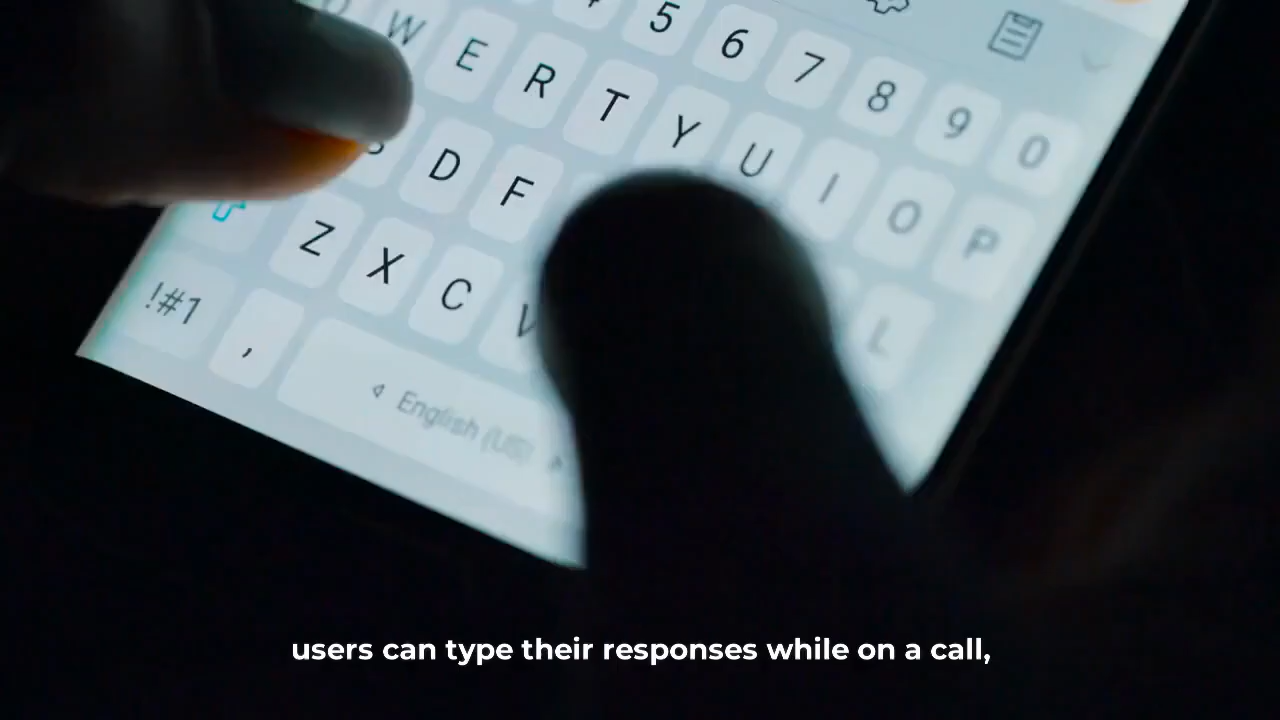 5 6 7 8 9 0
W E R T Y U I O P
D F L
Z X C V
!#1 , English (US)
users can type their responses while on a call,